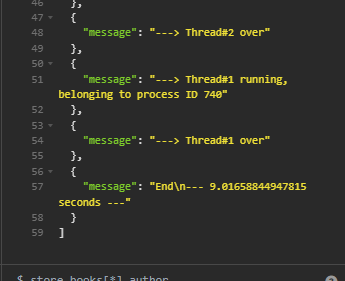 46 },
47 {
48 "message": "---> Thread#2 over"
49 },
50 {
51 "message": "---> Thread#1 running,
belonging to process ID 740"
52 },
53 {
54 "message": "---> Thread#1 over"
55 },
56 {
57 "message": "End\n--- 9.01658844947815
seconds ---"
58 }
59 ]
$ store.books[*].author